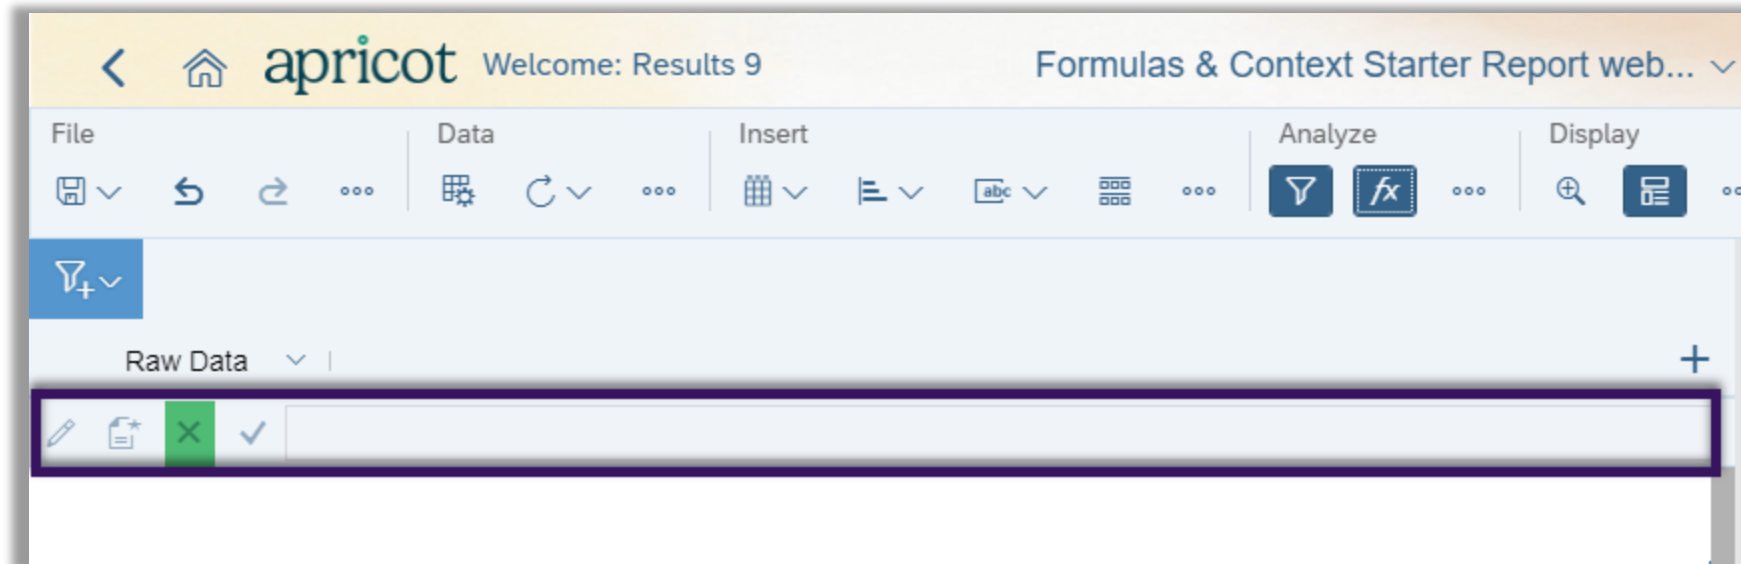 apricot Welcome: Results 9 Formulas & Context Starter Report web...
File Data Insert Analyze Display
abc fx
Raw Data